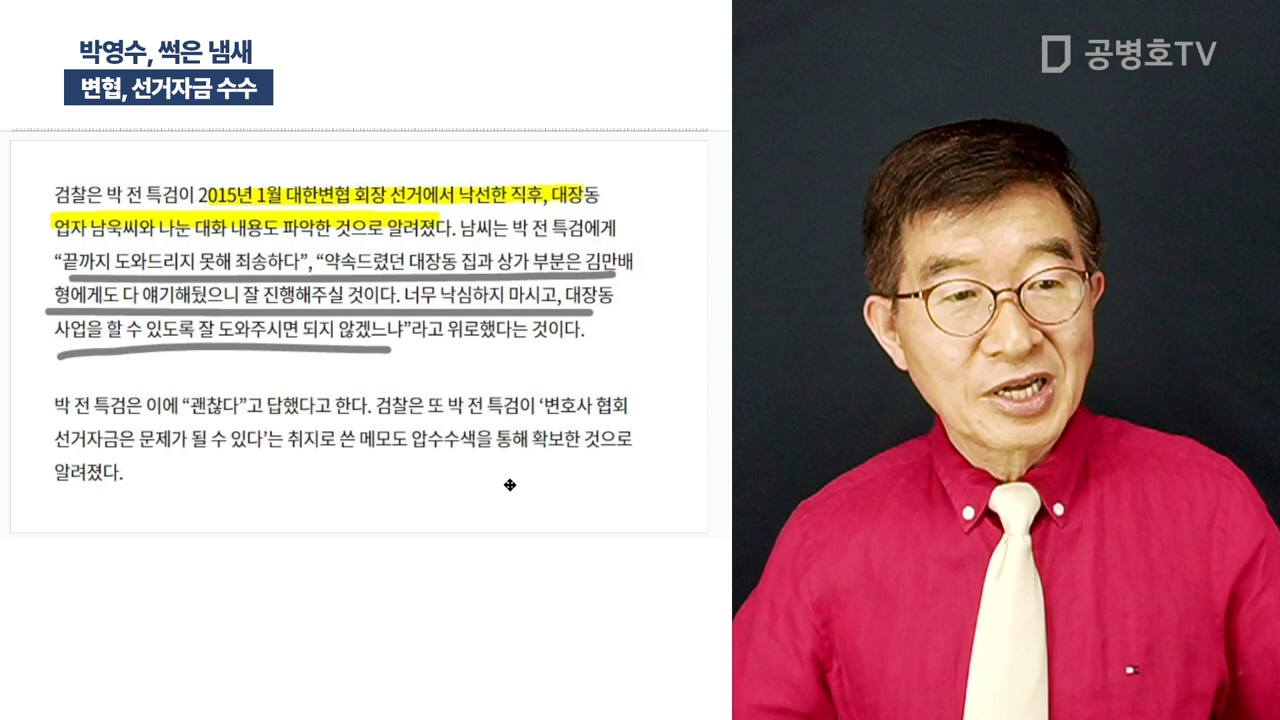 박영수, 썩은 냄새
변협, 선거자금 수수
공병호TV
검찰은 박 전 특검이 2015년 1월 대한변협 회장 선거에서 낙선한 직후, 대장동
업자 남욱씨와 나눈 대화 내용도 파악한 것으로 알려졌다. 남씨는 박 전 특검에게
“끝까지 도와드리지 못해 죄송하다”, “약속드렸던 대장동 집과 상가 부분은 김만배
형에게도 다 얘기해뒀으니 잘 진행해주실 것이다. 너무 낙심하지 마시고, 대장동
사업을 할 수 있도록 잘 도와주시면 되지 않겠느냐”라고 위로했다는 것이다.
박 전 특검은 이에 “괜찮다”고 답했다고 한다. 검찰은 또 박 전 특검이 ‘변호사 협회
선거자금은 문제가 될 수 있다’는 취지로 쓴 메모도 압수수색을 통해 확보한 것으로
알려졌다.